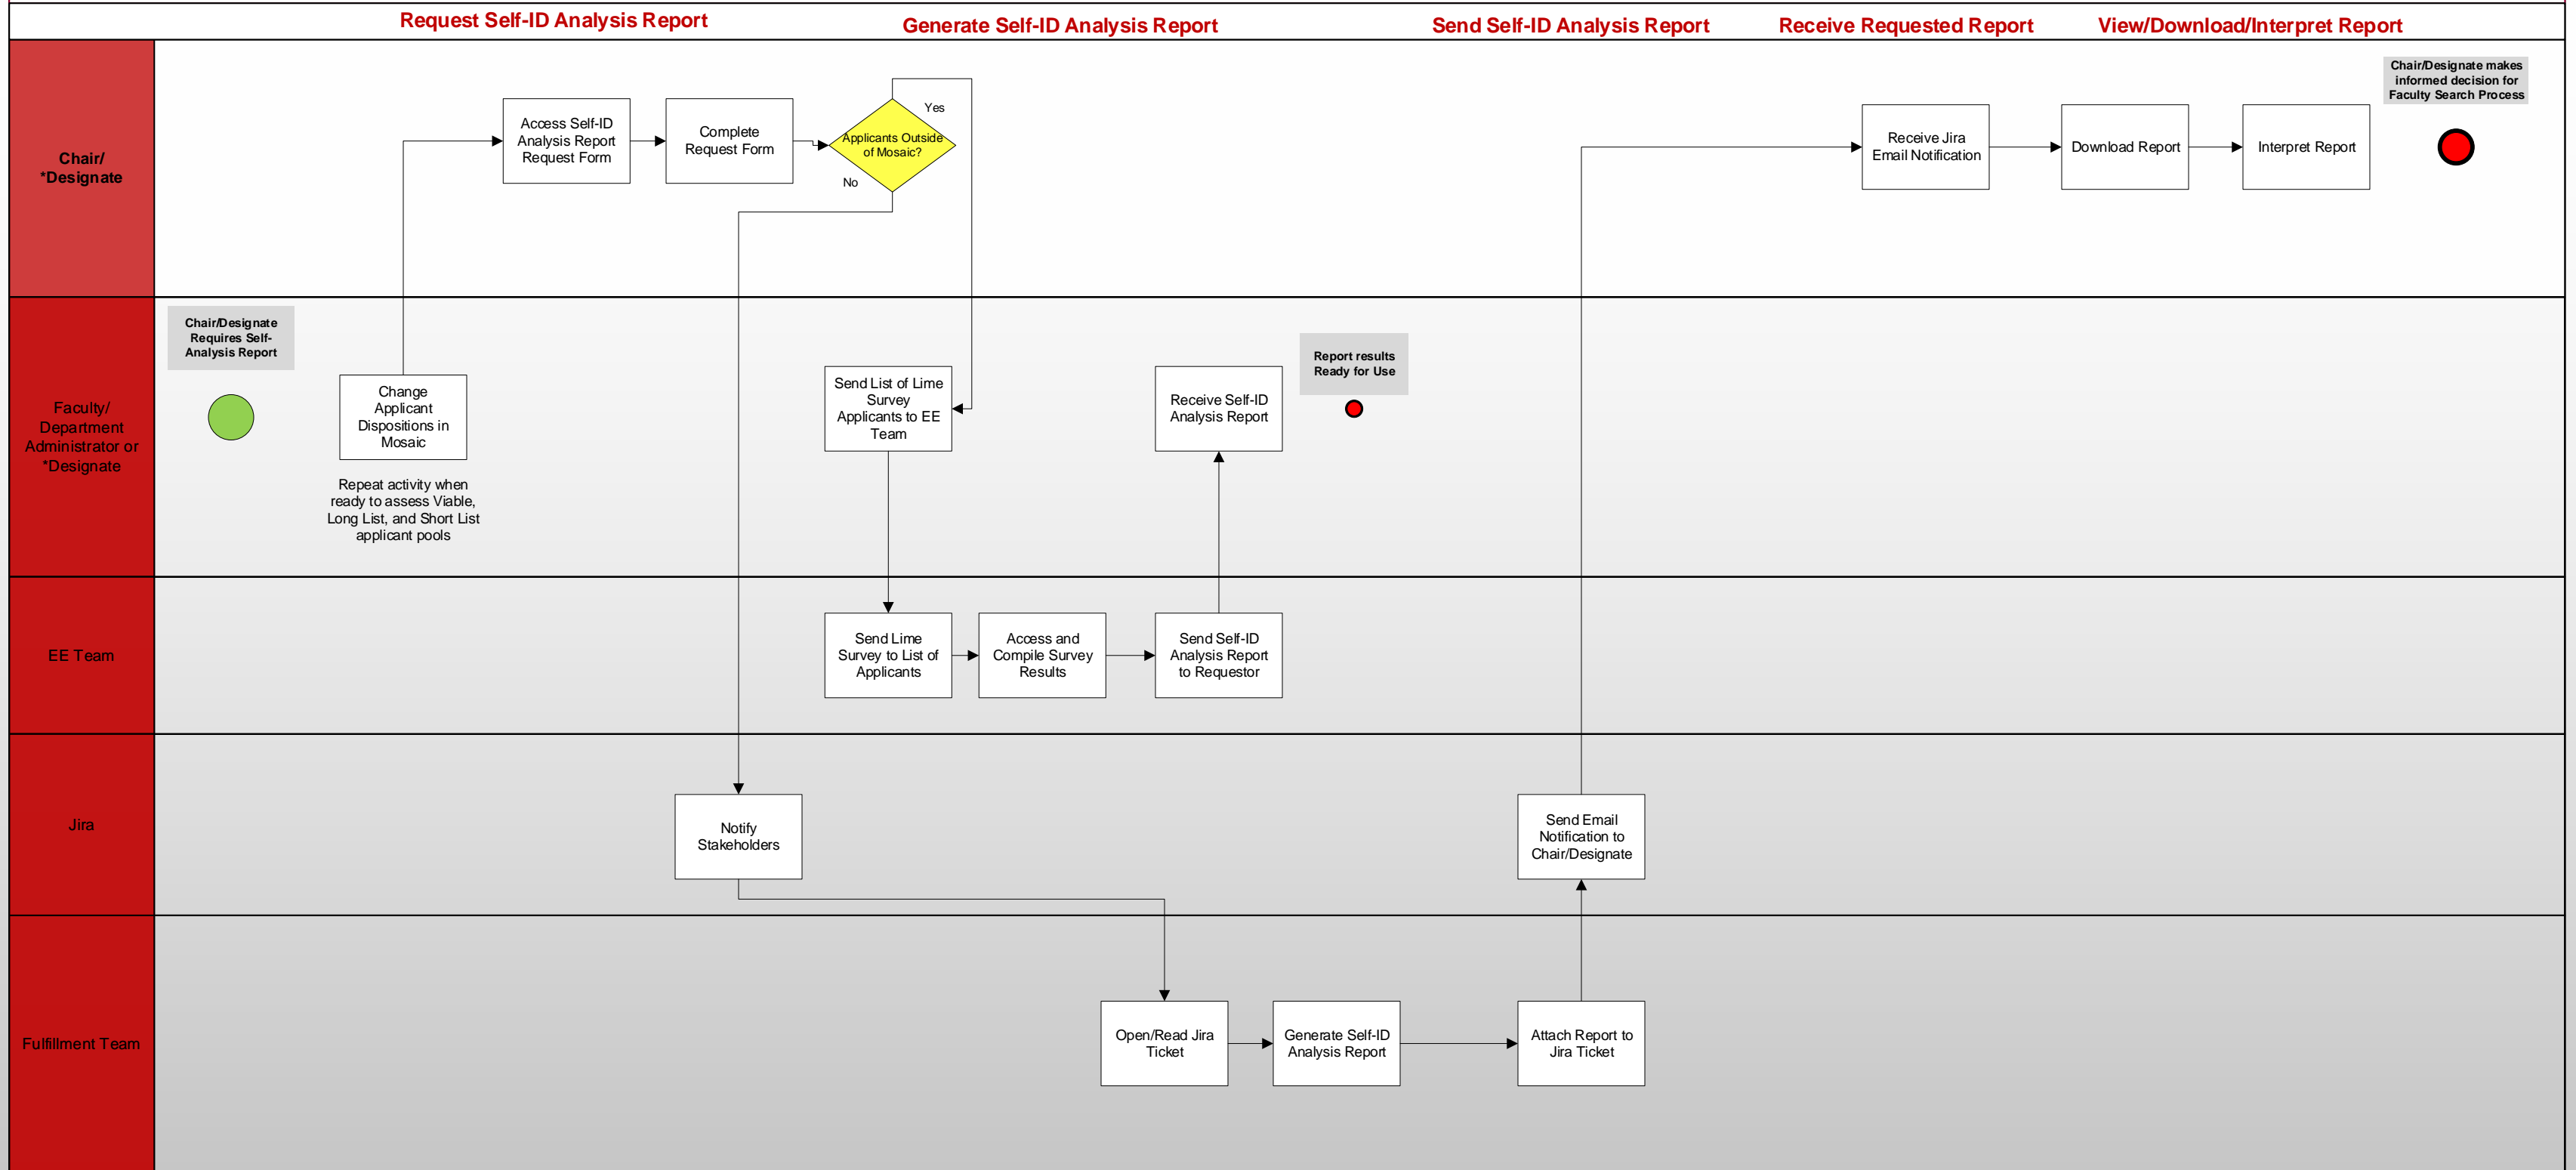 Request Self-ID Analysis Report
Generate Self-ID Analysis Report
Send Self-ID Analysis Report
Receive Requested Report
View/Download/Interpret Report
Chair/
*Designate
Access Self-ID
Analysis Report
Request Form
Complete
Request Form
Applicants Outside
of Mosaic?
Yes
No
Receive Jira
Email Notification
Download Report
Interpret Report
Chair/Designate makes
informed decision for
Faculty Search Process
Faculty/
Department
Administrator or
*Designate
Chair/Designate
Requires Self-
Analysis Report
Change
Applicant
Dispositions in
Mosaic
Repeat activity when
ready to assess Viable,
Long List, and Short List
applicant pools
Send List of Lime
Survey
Applicants to EE
Team
Receive Self-ID
Analysis Report
Report results
Ready for Use
EE Team
Send Lime
Survey to List of
Applicants
Access and
Compile Survey
Results
Send Self-ID
Analysis Report
to Requestor
Jira
Notify
Stakeholders
Send Email
Notification to
Chair/Designate
Fulfillment Team
Open/Read Jira
Ticket
Generate Self-ID
Analysis Report
Attach Report to
Jira Ticket